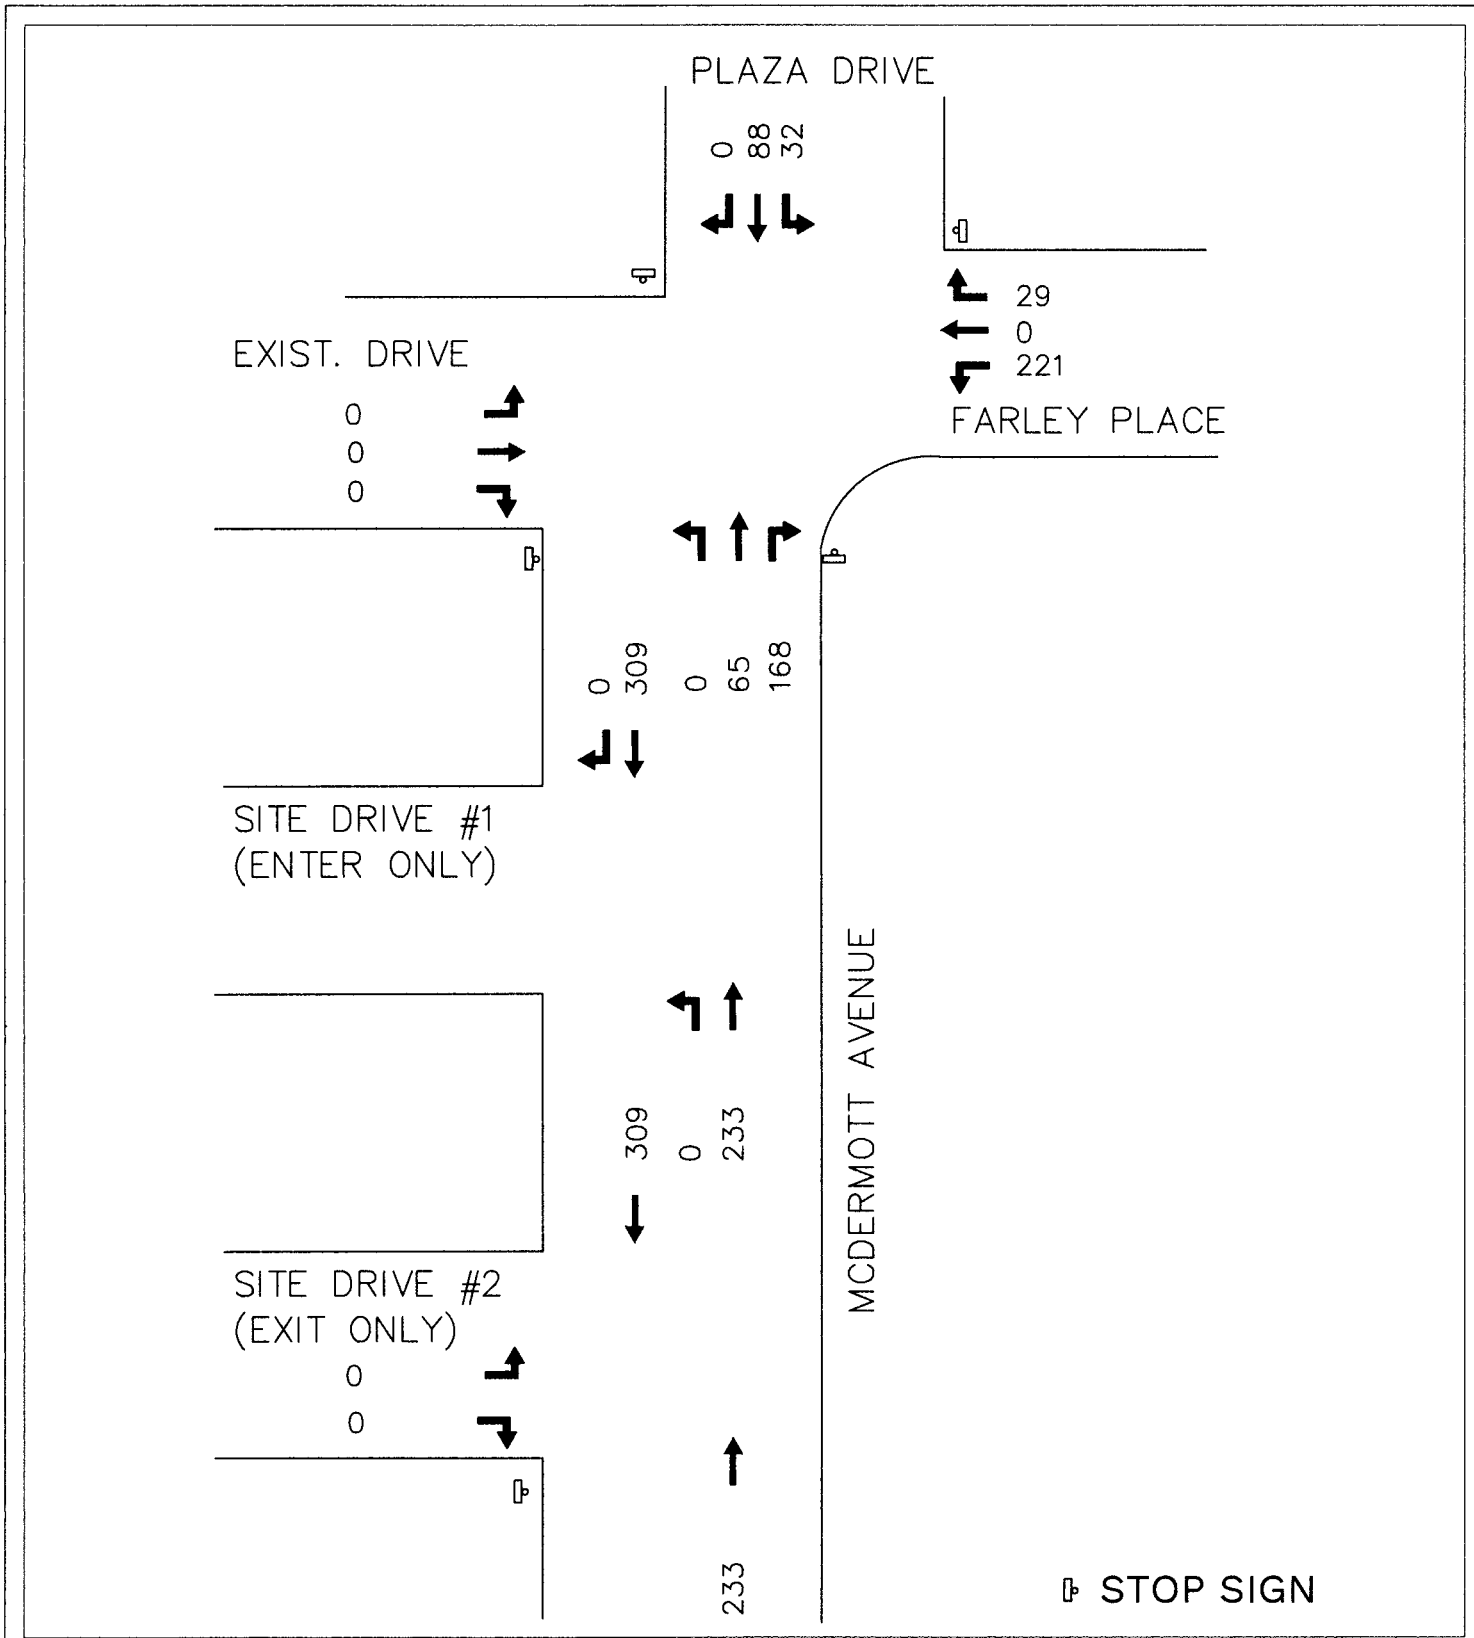 PLAZA DRIVE
0
88
32
29
0
221
FARLEY PLACE
EXIST. DRIVE
0
0
0
0
309
0
65
168
SITE DRIVE #1
(ENTER ONLY)
MCDERMOTT AVENUE
309
0
233
SITE DRIVE #2
(EXIT ONLY)
0
0
233
STOP SIGN